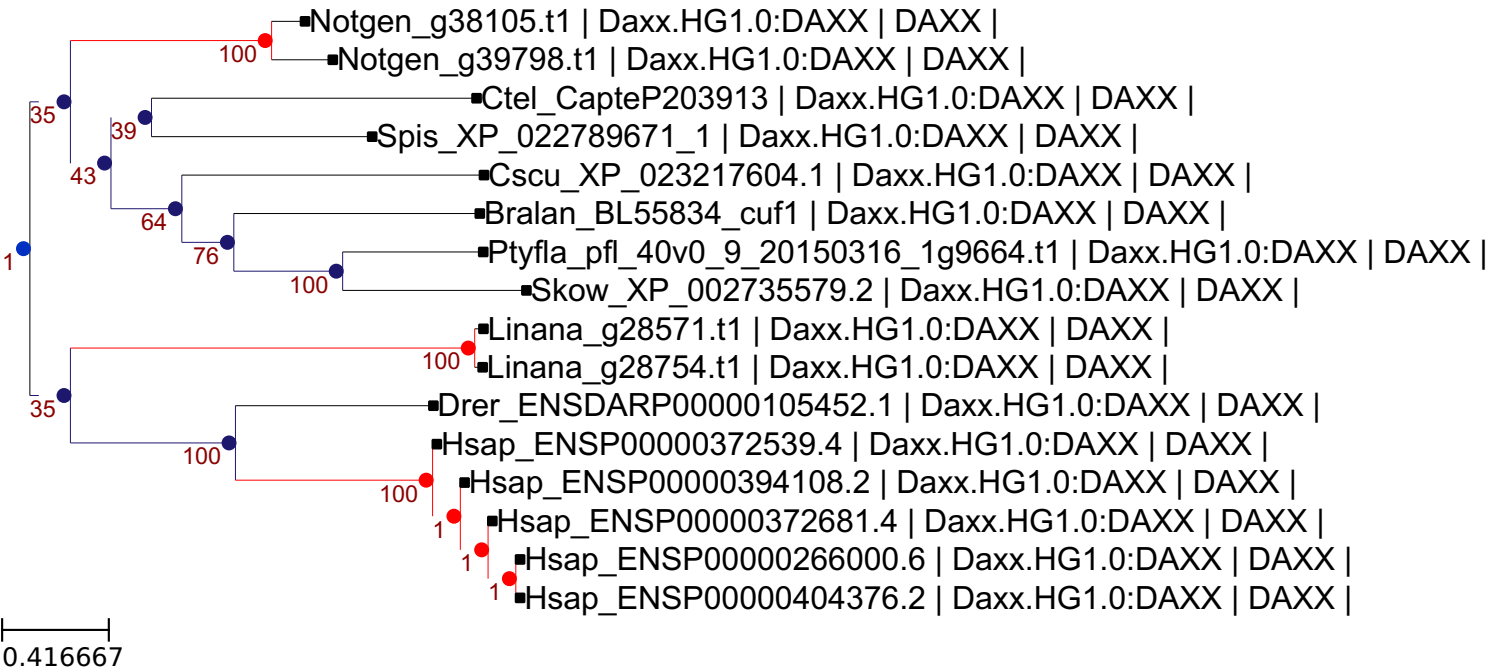 Notgen_g38105.t1 | Daxx.HG1.0:DAXX | DAXX |
100
Notgen_g39798.t1 | Daxx.HG1.0:DAXX | DAXX |
Ctel_CapteP203913 | Daxx.HG1.0:DAXX | DAXX |
35
39
Spis_XP_022789671_1 | Daxx.HG1.0:DAXX | DAXX |
43
Cscu_XP_023217604.1 | Daxx.HG1.0:DAXX | DAXX |
64
Bralan_BL55834_cuf1 | Daxx.HG1.0:DAXX | DAXX |
76
1
Ptyfla_pfl_40v0_9_20150316_1g9664.t1 | Daxx.HG1.0:DAXX | DAXX |
100
Skow_XP_002735579.2 | Daxx.HG1.0:DAXX | DAXX |
Linana_g28571.t1 | Daxx.HG1.0:DAXX | DAXX |
100
Linana_g28754.t1 | Daxx.HG1.0:DAXX | DAXX |
35
Drer_ENSDARP00000105452.1 | Daxx.HG1.0:DAXX | DAXX |
100
Hsap_ENSP00000372539.4 | Daxx.HG1.0:DAXX | DAXX |
100
Hsap_ENSP00000394108.2 | Daxx.HG1.0:DAXX | DAXX |
1
Hsap_ENSP00000372681.4 | Daxx.HG1.0:DAXX | DAXX |
1
Hsap_ENSP00000266000.6 | Daxx.HG1.0:DAXX | DAXX |
1
Hsap_ENSP00000404376.2 | Daxx.HG1.0:DAXX | DAXX |
0.416667